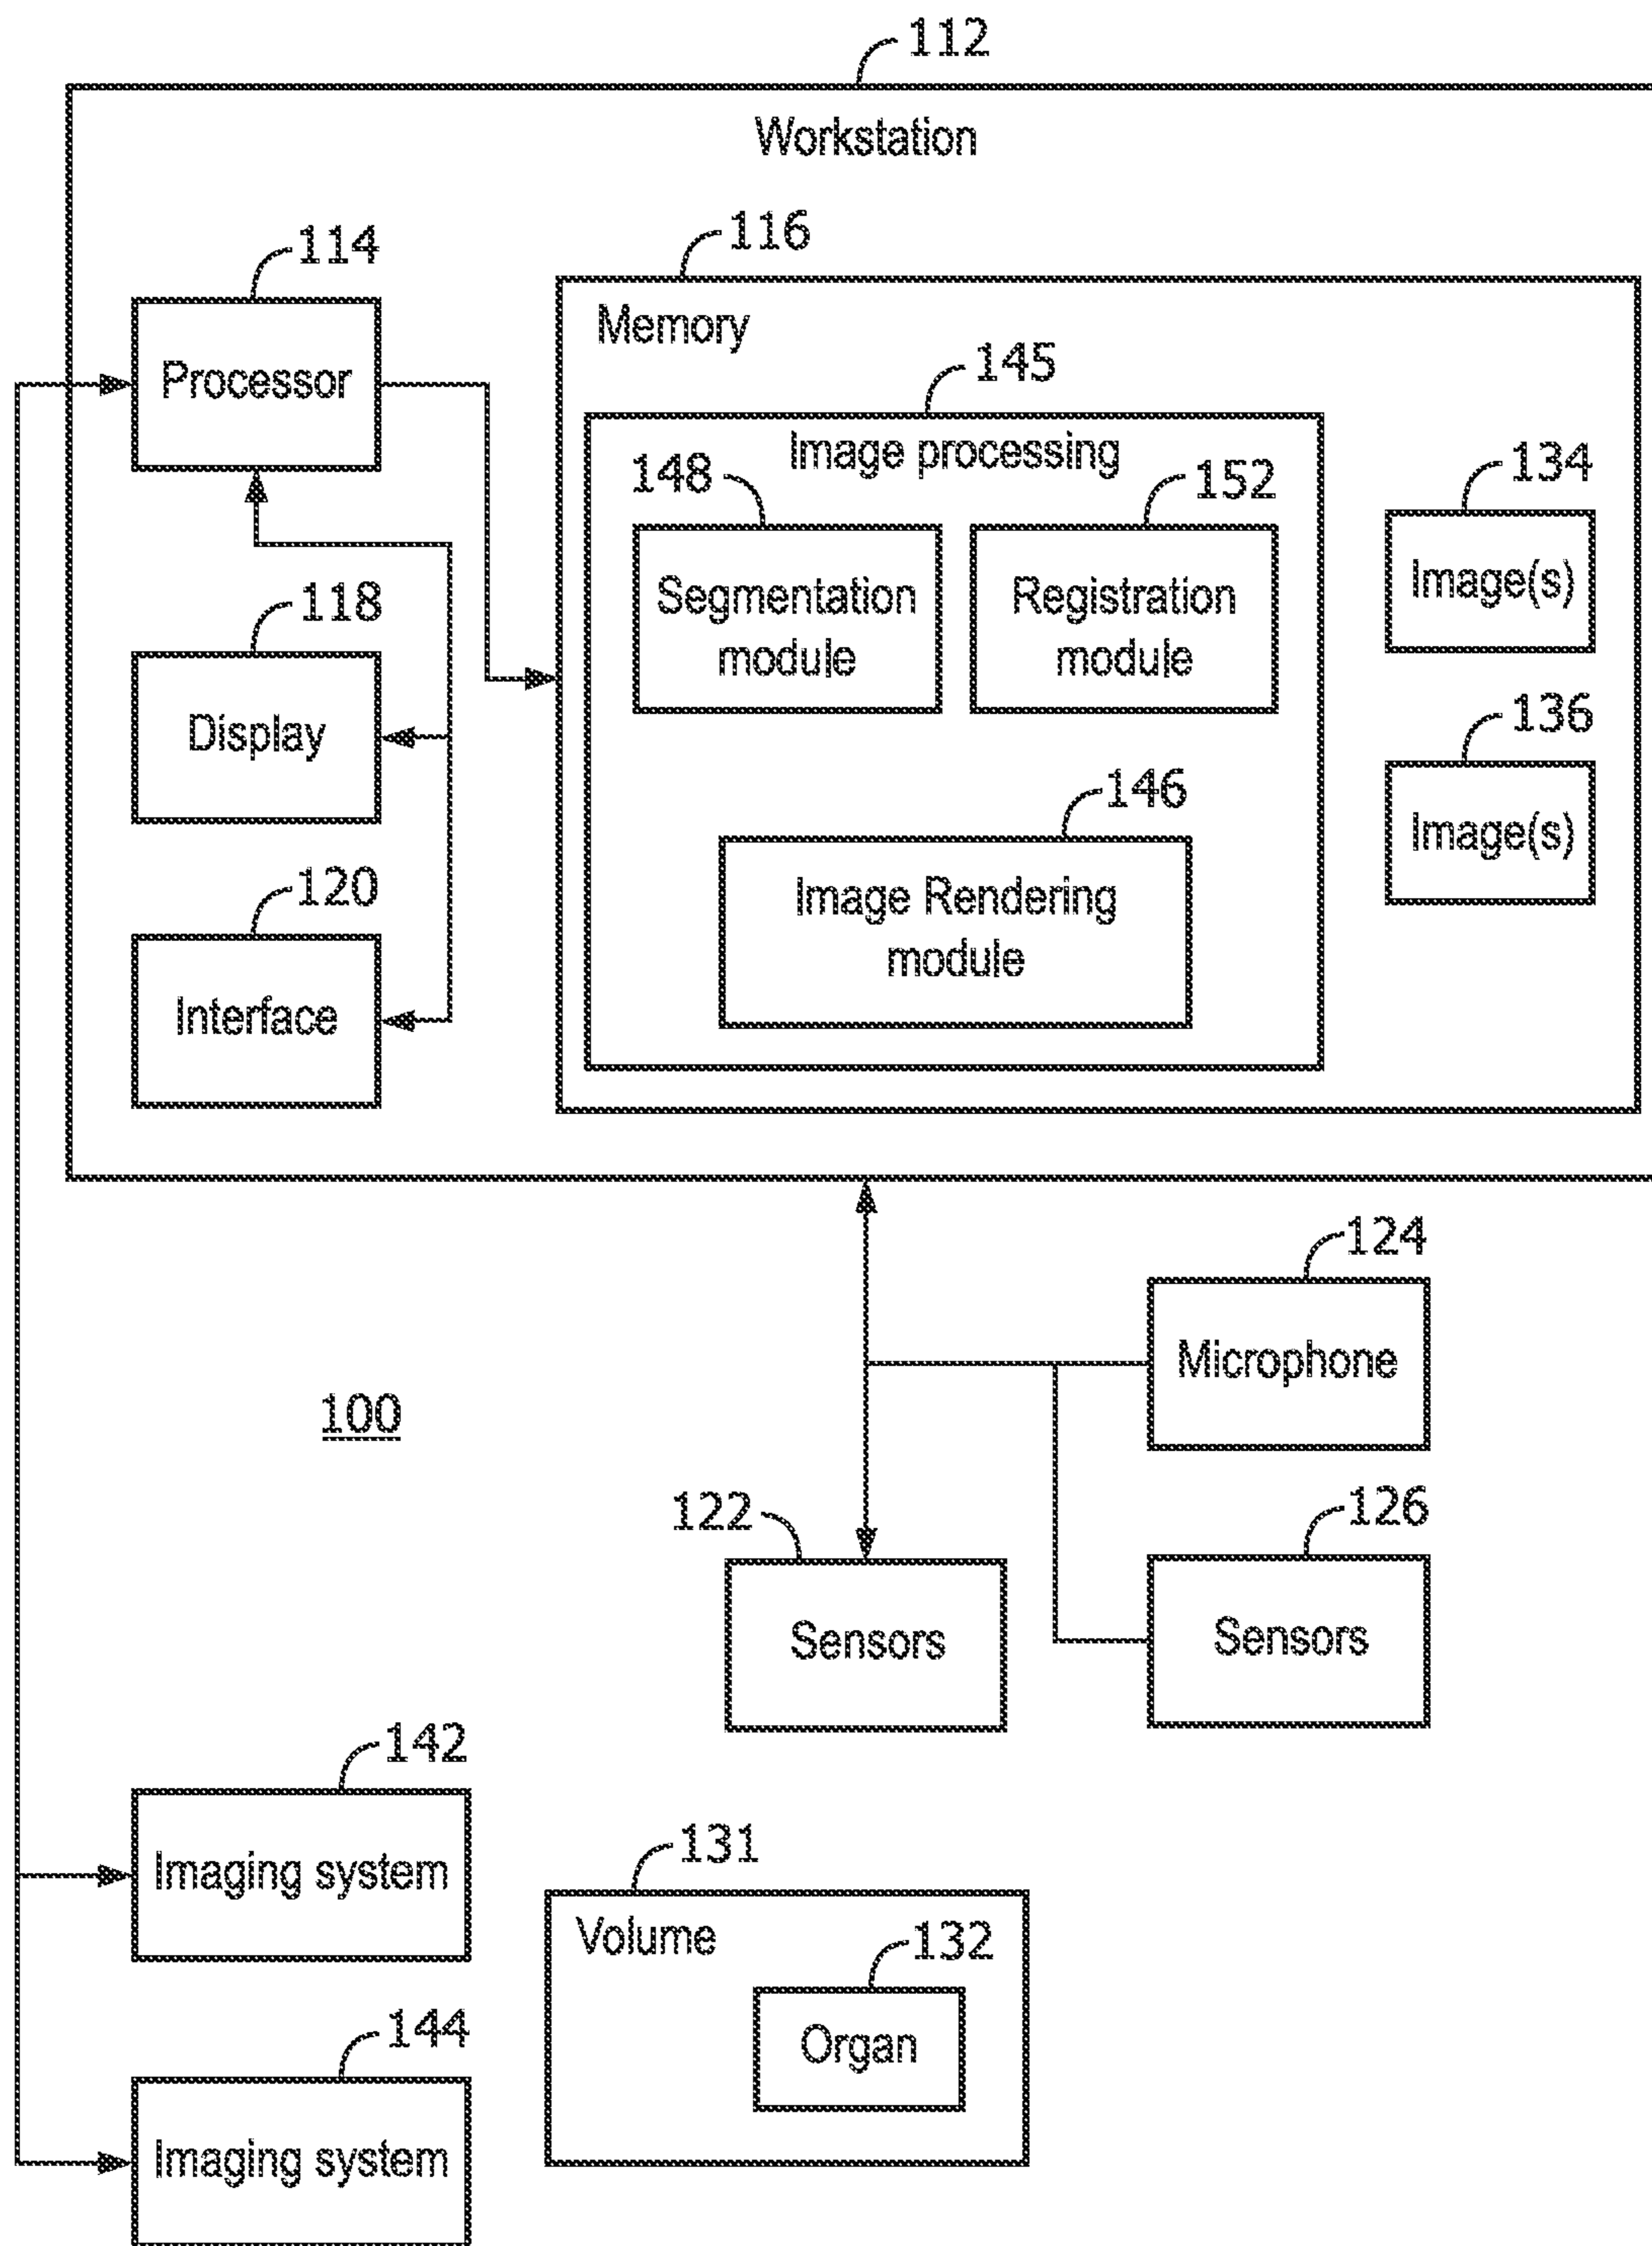 112
Workstation
114
116
Processor
Memory
145
Image processing
148
152
134
Segmentation
module
Registration
module
Image(s)
118
Display
136
Image(s)
146
Image Rendering
module
120
Interface
124
Microphone
100
122
Sensors
126
Sensors
142
Imaging system
131
Volume
132
Organ
144
Imaging system